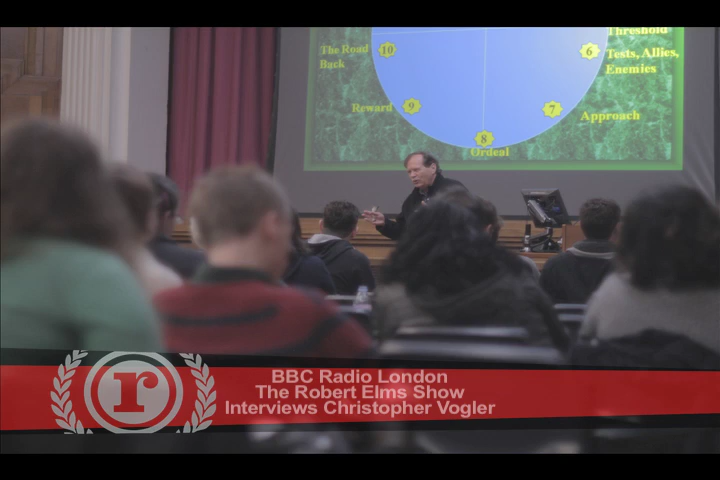 Threshold
The Road
Back
10
6
Tests, Allies,
Enemies
Reward
9
7
Approach
8
Ordeal
r
BBC Radio London
The Robert Elms Show
Interviews Christopher Vogler